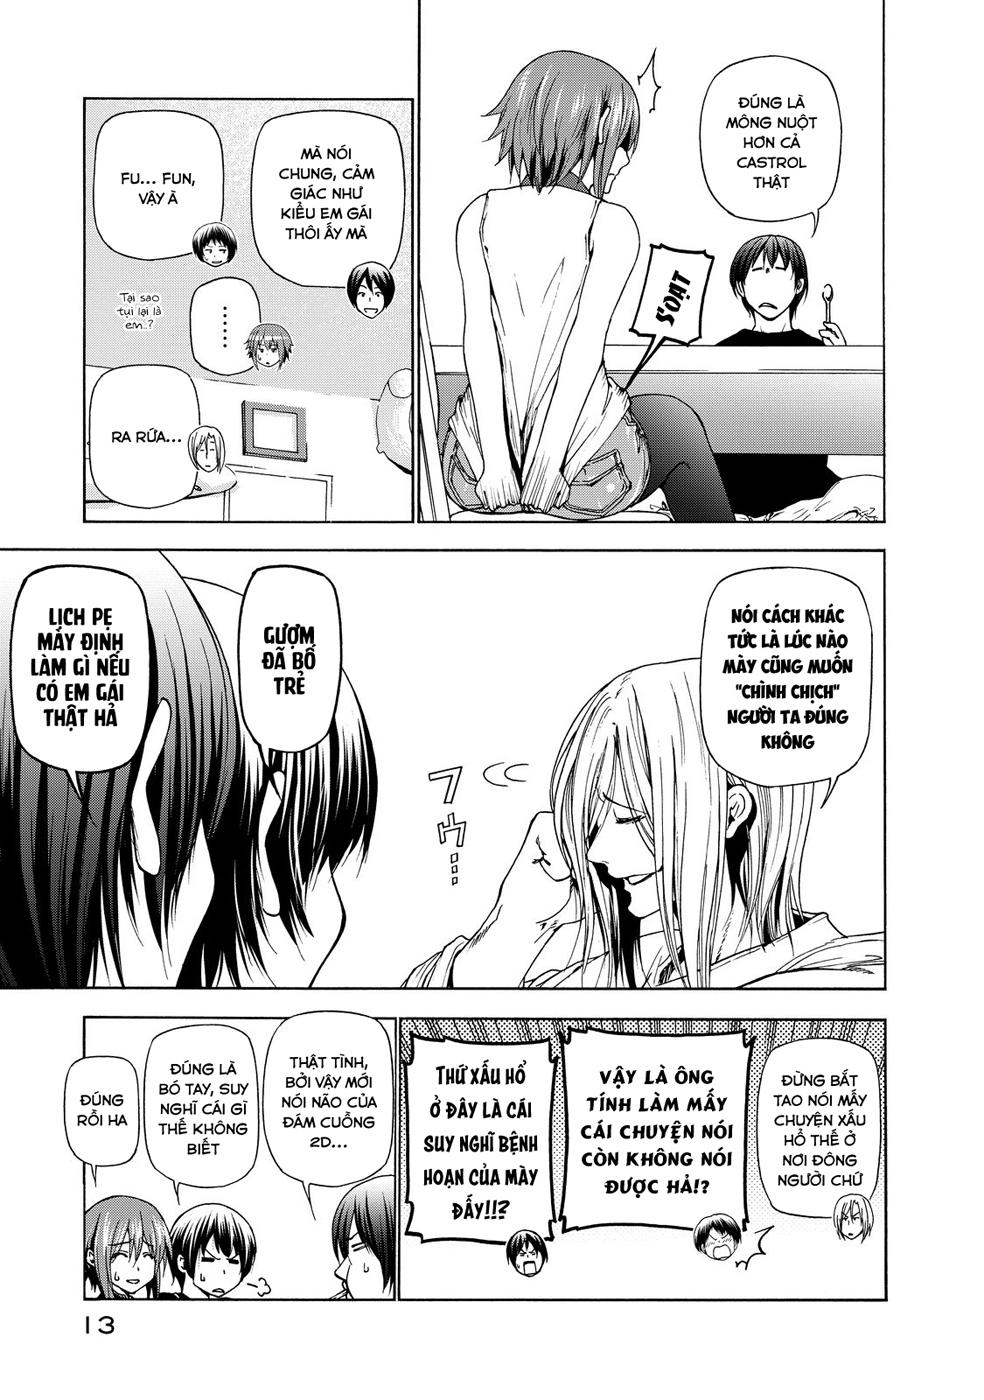 ĐÚNG LÀ
MÔNG NUỘT
HƠN CẢ
CASTROL
THẬT
SOẠT
MÀ NÓI
CHUNG, CẢM
GIÁC NHƯ
KIỂU EM GÁI
THÔI ẤY MÀ
FU... FUN,
VẬY À
......
Tại sao
tụi lại là
em..?
RA RỨA...
NÓI CÁCH KHÁC
TỨC LÀ LÚC NÀO
MÀY CŨNG MUỐN
"CHÌNH CHỊCH"
NGƯỜI TA ĐÚNG
KHÔNG
フゥ…
GƯỢM
ĐÃ BỐ
TRẺ
LỊCH PẸ
MÀY ĐỊNH
LÀM GÌ NẾU
CÓ EM GÁI
THẬT HẢ
ĐỪNG BẮT
TAO NÓI MẤY
CHUYỆN XẤU
HỔ THẾ Ở
NƠI ĐÔNG
NGƯỜI CHỨ
VẬY LÀ ÔNG
TÍNH LÀM MẤY
CÁI CHUYỆN NÓI
CÒN KHÔNG NÓI
ĐƯỢC HẢ!?
THỨ XẤU HỔ
Ở ĐÂY LÀ CÁI
SUY NGHĨ BỆNH
HOẠN CỦA MÀY
ĐẤY!!?
THẬT TÌNH,
BỞI VẬY MỚI
NÓI NÃO CỦA
ĐÁM CUỒNG
2D...
ĐÚNG LÀ
BÓ TAY, SUY
NGHĨ CÁI GÌ
THẾ KHÔNG
BIẾT
ĐÚNG
RỒI HA
13